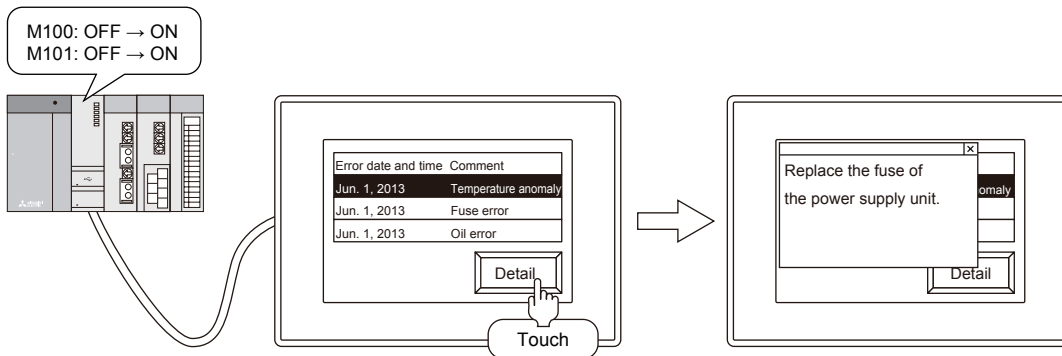 M100: OFF → ON
M101: OFF → ON
Error date and time Comment
Jun. 1, 2013 Temperature anomaly
Jun. 1, 2013 Fuse error
Jun. 1, 2013 Oil error
Detail
Touch
Replace the fuse of
the power supply unit.
omaly
Detail